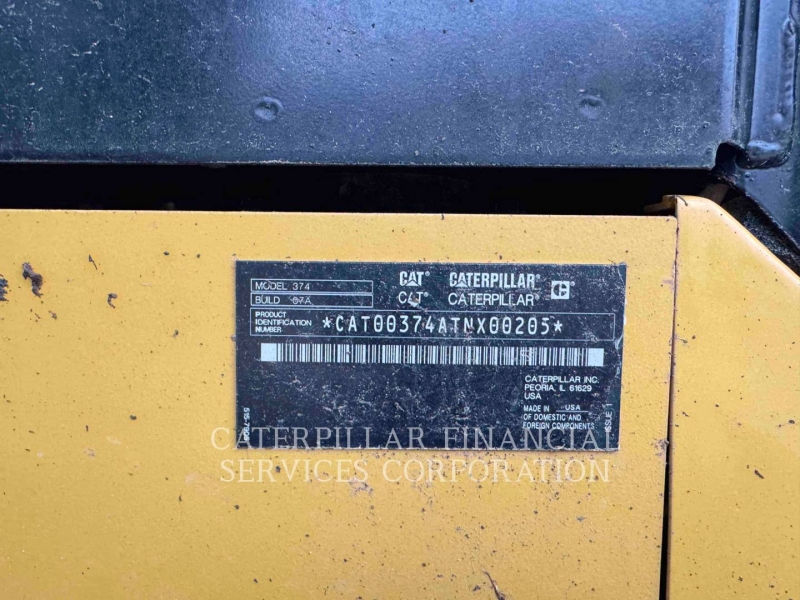 MODEL 374
BUILD 07A
CAT® CATERPILLAR®
CAT® CATERPILLAR®
PRODUCT
IDENTIFICATION
NUMBER
*CAT00374ATNX00205*
CATERPILLAR INC.
PEORIA, IL 61629
USA
MADE IN USA
OF DOMESTIC AND
FOREIGN COMPONENTS
ISSUE 1
CATERPILLAR FINANCIAL
SERVICES CORPORATION